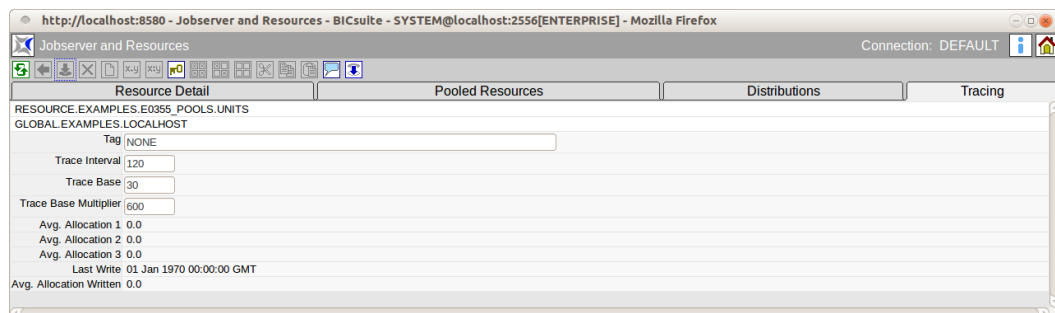 http://localhost:8580 - Jobserver and Resources - BICsuite - SYSTEM@localhost:2556[ENTERPRISE] - Mozilla Firefox
Jobserver and Resources Connection: DEFAULT
Resource Detail Pooled Resources Distributions Tracing
RESOURCE.EXAMPLES.E0355_POOLS.UNITS
GLOBAL.EXAMPLES.LOCALHOST
Tag NONE
Trace Interval 120
Trace Base 30
Trace Base Multiplier 600
Avg. Allocation 1 0.0
Avg. Allocation 2 0.0
Avg. Allocation 3 0.0
Last Write 01 Jan 1970 00:00:00 GMT
Avg. Allocation Written 0.0